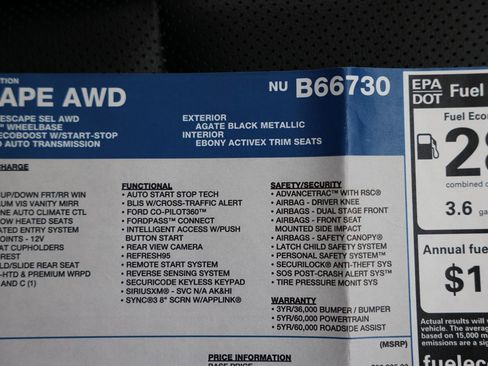 APE AWD
NU B66730
ESCAPE SEL AWD
" WHEELBASE
ECOBOOST W/START-STOP
AUTO TRANSMISSION
EXTERIOR
AGATE BLACK METALLIC
INTERIOR
EBONY ACTIVEX TRIM SEATS
CHARGE
UP/DOWN FRT/RR WIN
UM VIS VANITY MIRR
NE AUTO CLIMATE CTL
OW HEATED SEATS
ATED ENTRY SYSTEM
POINTS - 12V
AT CUPHOLDERS
REST
LD/SLIDE REAR SEAT
-HTD & PREMIUM WRPD
AND C (1)
FUNCTIONAL
• AUTO START STOP TECH
• BLIS W/CROSS-TRAFFIC ALERT
• FORD CO-PILOT360™
• FORDPASS™ CONNECT
• INTELLIGENT ACCESS W/PUSH
BUTTON START
• REAR VIEW CAMERA
• REFRESH95
• REMOTE START SYSTEM
• REVERSE SENSING SYSTEM
• SECURICODE KEYLESS KEYPAD
• SIRIUSXM® - SVC N/A AK&HI
• SYNC®3 8" SCRN W/APPLINK®
SAFETY/SECURITY
• ADVANCETRAC™ WITH RSC®
• AIRBAG - DRIVER KNEE
• AIRBAGS - DUAL STAGE FRONT
• AIRBAGS - FRONT SEAT
MOUNTED SIDE IMPACT
• AIRBAGS - SAFETY CANOPY®
• LATCH CHILD SAFETY SYSTEM
• PERSONAL SAFETY SYSTEM™
• SECURILOCK® ANTI-THEFT SYS
• SOS POST-CRASH ALERT SYS™
• TIRE PRESSURE MONIT SYS
WARRANTY
• 3YR/36,000 BUMPER / BUMPER
• 5YR/60,000 POWERTRAIN
• 5YR/60,000 ROADSIDE ASSIST
(MSRP)
PRICE INFORMATION
EPA
DOT
Fuel
Fuel Eco
28
combined
3.6
Annual fuel
$1
Actual results will
vehicle. The average
based on 15,000 m
emissions are a sig
fueleco